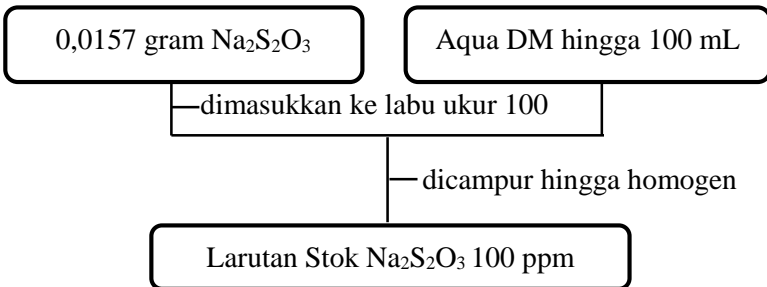 0,0157 gram Na₂S₂O₃
Aqua DM hingga 100 mL
dimasukkan ke labu ukur 100
dicampur hingga homogen
Larutan Stok Na₂S₂O₃ 100 ppm